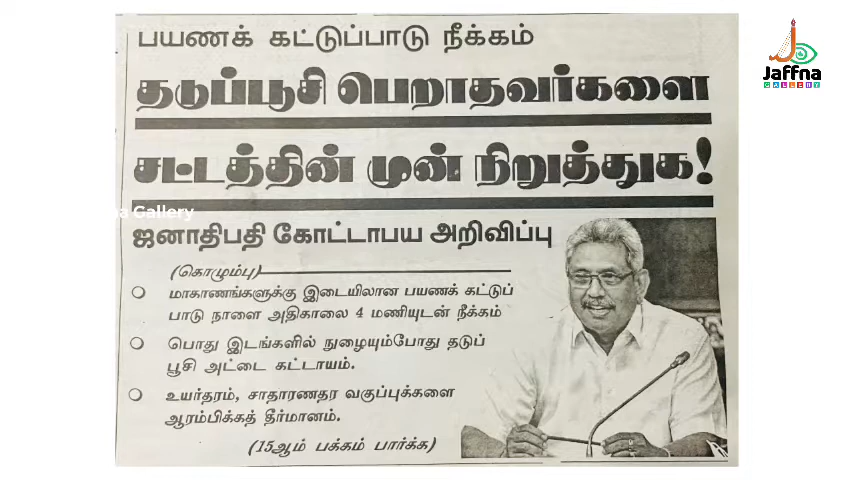 பயணக் கட்டுப்பாடு நீக்கம்
தடுப்பூசி பெறாதவர்களை
சட்டத்தின் முன் நிறுத்துக!
ஜனாதிபதி கோட்டாபய அறிவிப்பு
(கொழும்பு)
மாகாணங்களுக்கு இடையிலான பயணக் கட்டுப்
பாடு நாளை அதிகாலை 4 மணியுடன் நீக்கம்
பொது இடங்களில் நுழையும்போது தடுப்
பூசி அட்டை கட்டாயம்.
உயர்தரம், சாதாரணதர வகுப்புக்களை
ஆரம்பிக்கத் தீர்மானம்.
(15ஆம் பக்கம் பார்க்க)
Jaffna
GALLERY
na Gallery